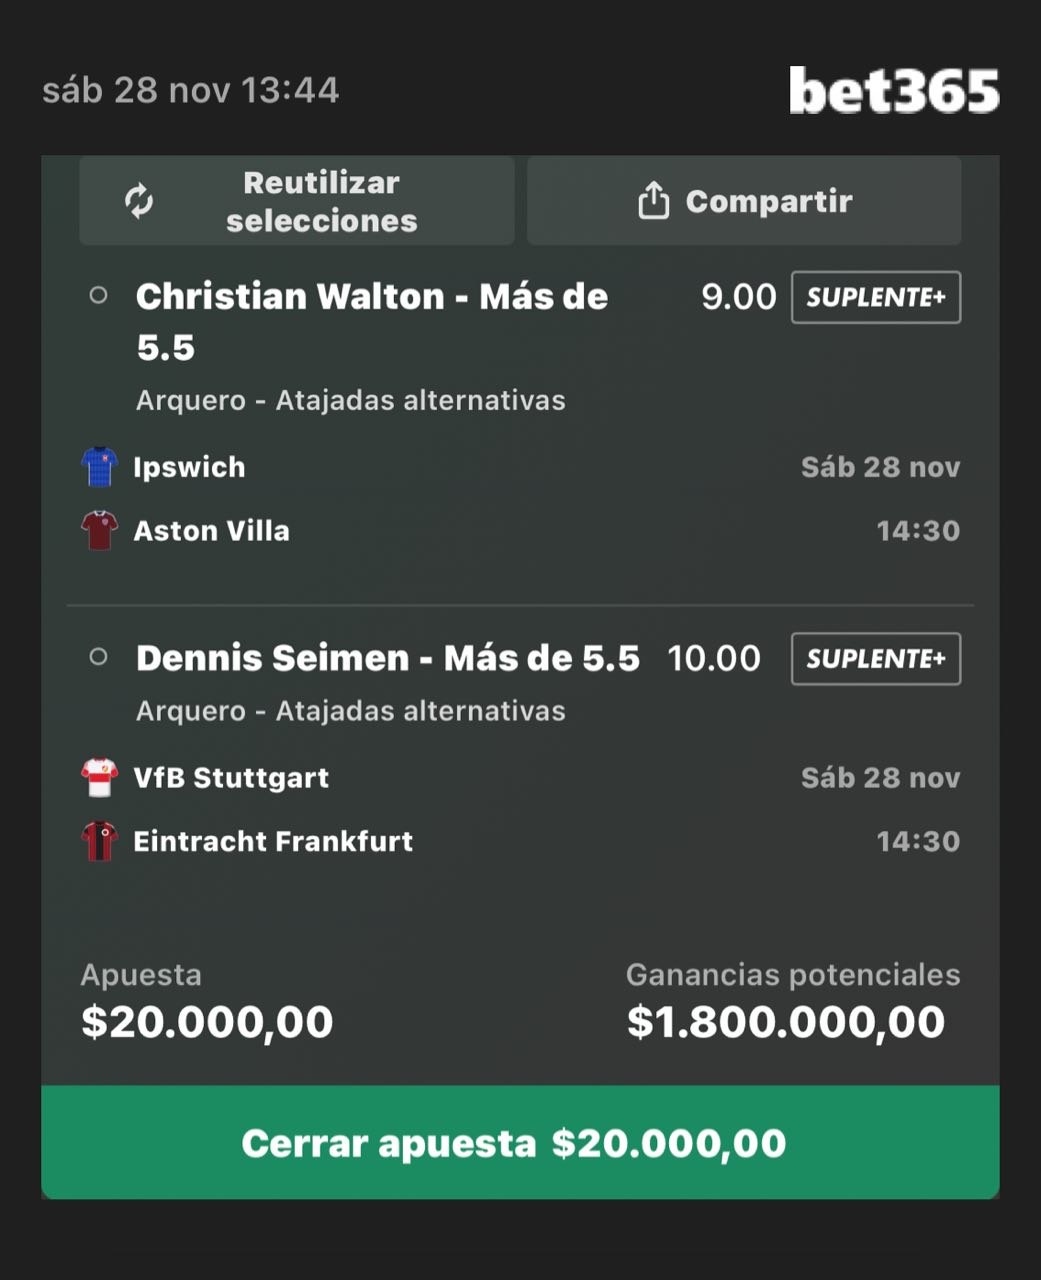 sáb 28 nov 13:44
bet365
Reutilizar
selecciones
Compartir
Christian Walton - Más de 9.00 SUPLENTE+
5.5
Arquero - Atajadas alternativas
Ipswich Sáb 28 nov
Aston Villa 14:30
Dennis Seimen - Más de 5.5 10.00 SUPLENTE+
Arquero - Atajadas alternativas
VfB Stuttgart Sáb 28 nov
Eintracht Frankfurt 14:30
Apuesta Ganancias potenciales
$20.000,00 $1.800.000,00
Cerrar apuesta $20.000,00